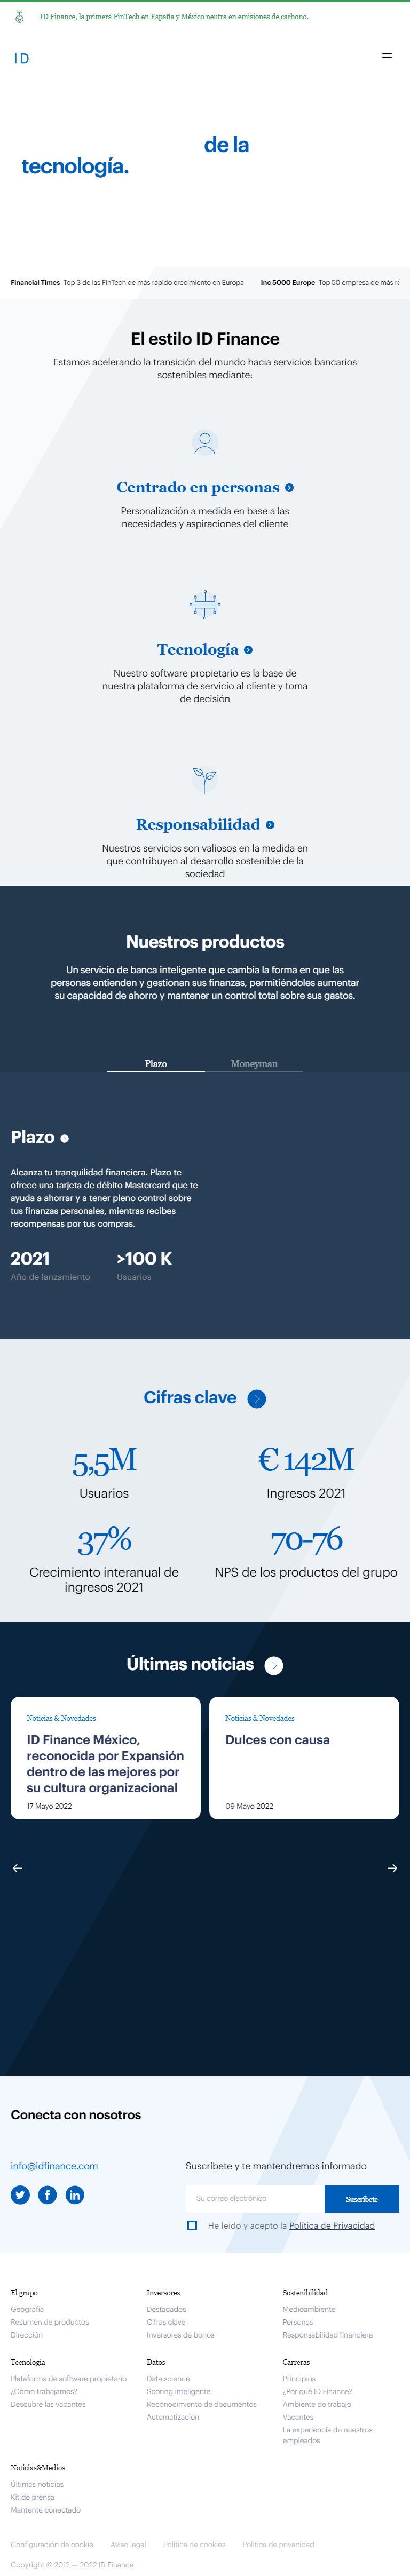 ID Finance, la primera FinTech en España y México neutra en emisiones de carbono.
ID
de la
tecnología.
Financial Times Top 3 de las FinTech de más rápido crecimiento en Europa
Inc 5000 Europe Top 50 empresa de más rá
El estilo ID Finance
Estamos acelerando la transición del mundo hacia servicios bancarios
sostenibles mediante:
Centrado en personas
Personalización a medida en base a las
necesidades y aspiraciones del cliente
Tecnología
Nuestro software propietario es la base de
nuestra plataforma de servicio al cliente y toma
de decisión
Responsabilidad
Nuestros servicios son valiosos en la medida en
que contribuyen al desarrollo sostenible de la
sociedad
Nuestros productos
Un servicio de banca inteligente que cambia la forma en que las
personas entienden y gestionan sus finanzas, permitiéndoles aumentar
su capacidad de ahorro y mantener un control total sobre sus gastos.
Plazo
Moneyman
Plazo
Alcanza tu tranquilidad financiera. Plazo te
ofrece una tarjeta de débito Mastercard que te
ayuda a ahorrar y a tener pleno control sobre
tus finanzas personales, mientras recibes
recompensas por tus compras.
2021
Año de lanzamiento
>100 K
Usuarios
Cifras clave
5,5M
Usuarios
€ 142M
Ingresos 2021
37%
Crecimiento interanual de
ingresos 2021
70-76
NPS de los productos del grupo
Últimas noticias
Noticias & Novedades
ID Finance México,
reconocida por Expansión
dentro de las mejores por
su cultura organizacional
17 Mayo 2022
Noticias & Novedades
Dulces con causa
09 Mayo 2022
Conecta con nosotros
info@idfinance.com
Suscríbete y te mantendremos informado
Su correo electrónico
Suscríbete
He leído y acepto la Política de Privacidad
El grupo
Geografía
Resumen de productos
Dirección
Inversores
Destacados
Cifras clave
Inversores de bonos
Sostenibilidad
Medioambiente
Personas
Responsabilidad financiera
Tecnología
Plataforma de software propietario
¿Cómo trabajamos?
Descubre las vacantes
Datos
Data science
Scoring inteligente
Reconocimiento de documentos
Automatización
Carreras
Principios
¿Por qué ID Finance?
Ambiente de trabajo
Vacantes
La experiencia de nuestros
empleados
Noticias&Medios
Últimas noticias
Kit de prensa
Mantente conectado
Configuración de cookie
Aviso legal
Política de cookies
Política de privacidad
Copyright © 2012 — 2022 ID Finance